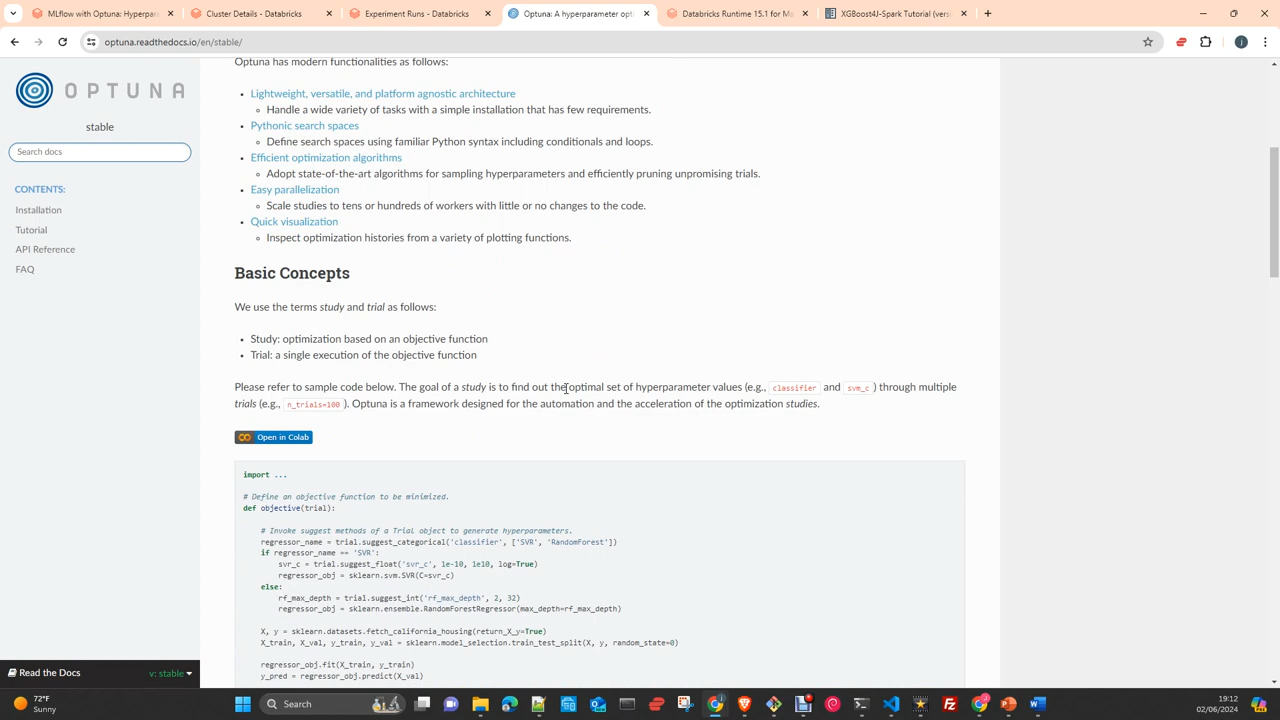 MLflow with Optuna: Hyperpar
Cluster Details - Databricks
Experiment Runs - Databricks
Optuna: A hyperparameter opti
Databricks Runtime 15.1 for Ma
XGBoost4J-Spark Tutorial (vers
optuna.readthedocs.io/en/stable/
OPTUNA
stable
Search docs
CONTENTS:
Installation
Tutorial
API Reference
FAQ
Optuna has modern functionalities as follows:
Lightweight, versatile, and platform agnostic architecture
Handle a wide variety of tasks with a simple installation that has few requirements.
Pythonic search spaces
Define search spaces using familiar Python syntax including conditionals and loops.
Efficient optimization algorithms
Adopt state-of-the-art algorithms for sampling hyperparameters and efficiently pruning unpromising trials.
Easy parallelization
Scale studies to tens or hundreds of workers with little or no changes to the code.
Quick visualization
Inspect optimization histories from a variety of plotting functions.
Basic Concepts
We use the terms study and trial as follows:
Study: optimization based on an objective function
Trial: a single execution of the objective function
Please refer to sample code below. The goal of a study is to find out the optimal set of hyperparameter values (e.g., classifier and svm_c ) through multiple
trials (e.g., n_trials=100 ). Optuna is a framework designed for the automation and the acceleration of the optimization studies.
Open in Colab
import ...
# Define an objective function to be minimized.
def objective(trial):
# Invoke suggest methods of a Trial object to generate hyperparameters.
regressor_name = trial.suggest_categorical('classifier', ['SVR', 'RandomForest'])
if regressor_name == 'SVR':
svr_c = trial.suggest_float('svr_c', 1e-10, 1e10, log=True)
regressor_obj = sklearn.svm.SVR(C=svr_c)
else:
rf_max_depth = trial.suggest_int('rf_max_depth', 2, 32)
regressor_obj = sklearn.ensemble.RandomForestRegressor(max_depth=rf_max_depth)
X, y = sklearn.datasets.fetch_california_housing(return_X_y=True)
X_train, X_val, y_train, y_val = sklearn.model_selection.train_test_split(X, y, random_state=0)
regressor_obj.fit(X_train, y_train)
y_pred = regressor_obj.predict(X_val)
Read the Docs
v: stable
72°F
Sunny
Search
19:12
02/06/2024